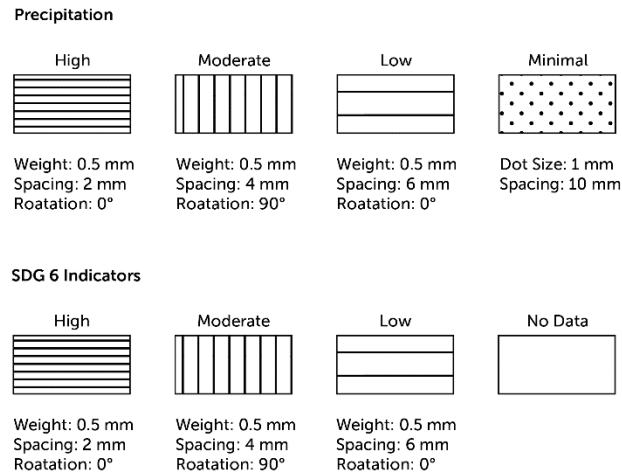 Precipitation
High
Moderate
Low
Minimal
Weight: 0.5 mm
Spacing: 2 mm
Roatation: 0°
Weight: 0.5 mm
Spacing: 4 mm
Roatation: 90°
Weight: 0.5 mm
Spacing: 6 mm
Roatation: 0°
Dot Size: 1 mm
Spacing: 10 mm
SDG 6 Indicators
High
Moderate
Low
No Data
Weight: 0.5 mm
Spacing: 2 mm
Roatation: 0°
Weight: 0.5 mm
Spacing: 4 mm
Roatation: 90°
Weight: 0.5 mm
Spacing: 6 mm
Roatation: 0°